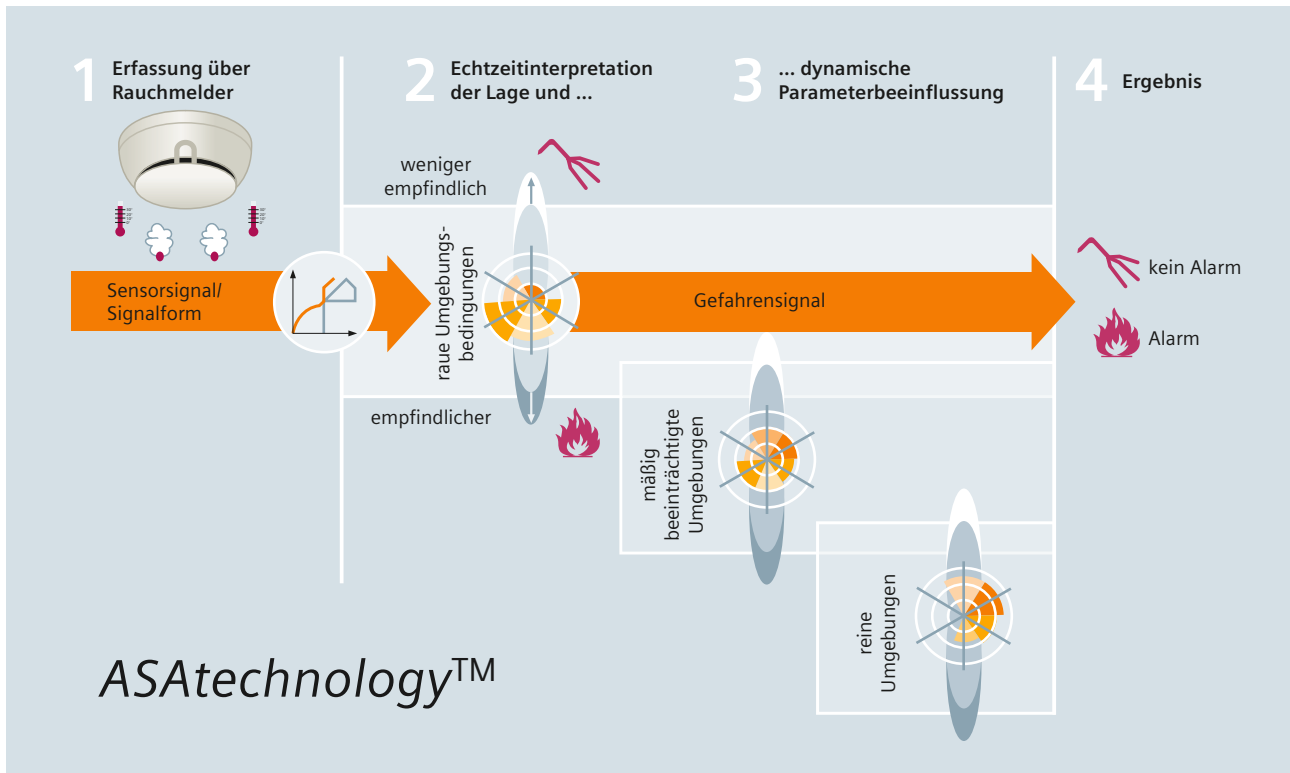 1 Erfassung über
Rauchmelder
2 Echtzeitinterpretation
der Lage und ...
3 ... dynamische
Parameterbeeinflussung
4 Ergebnis
weniger
empfindlich
Sensorsignal/
Signalform
raue Umgebungs-
bedingungen
Gefahrensignal
kein Alarm
Alarm
empfindlicher
mäßig
beeinträchtigte
Umgebungen
reine
Umgebungen
ASAtechnology™